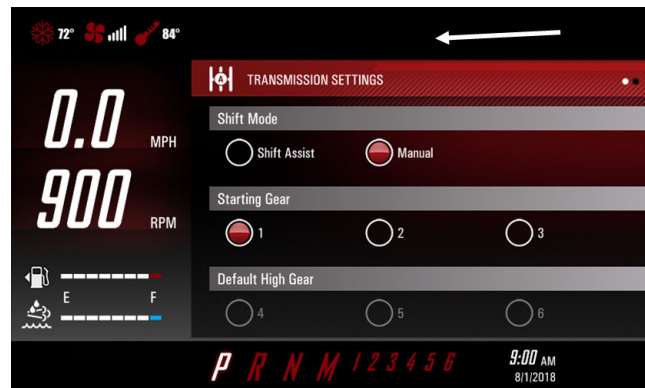 72° 84°
TRANSMISSION SETTINGS
0.0 MPH
900 RPM
E F
Shift Mode
Shift Assist Manual
Starting Gear
1 2 3
Default High Gear
4 5 6
P R N M 1 2 3 4 5 6
9:00 AM
8/1/2018